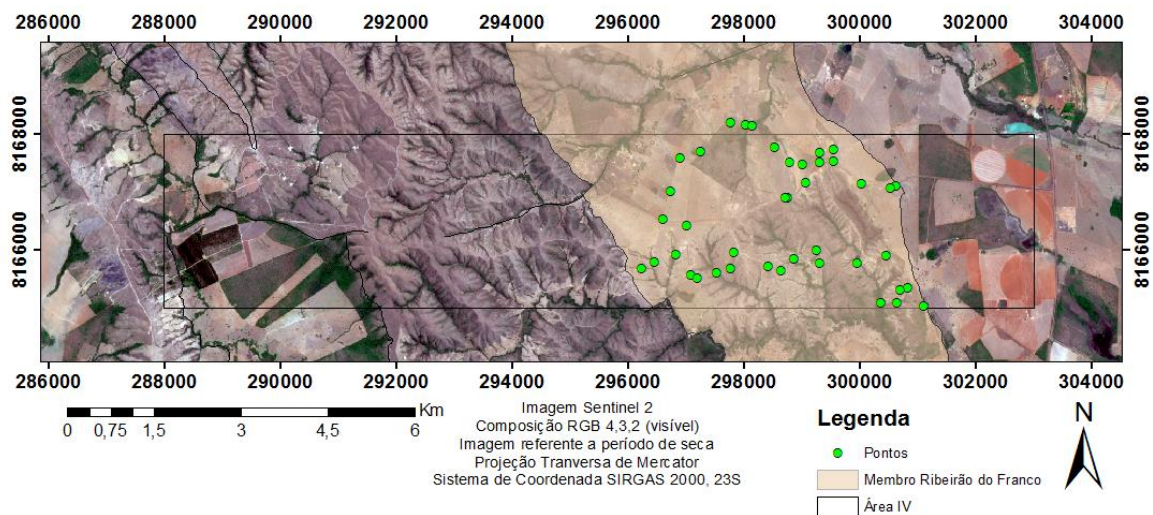 286000 288000 290000 292000 294000 296000 298000 300000 302000 304000
8168000 8168000
8166000 8166000
286000 288000 290000 292000 294000 296000 298000 300000 302000 304000
Km
0 0,75 1,5 3 4,5 6
Imagem Sentinel 2
Composição RGB 4,3,2 (visível)
Imagem referente a período de seca
Projeção Tranversa de Mercator
Sistema de Coordenada SIRGAS 2000, 23S
Legenda
Pontos
Membro Ribeirão do Franco
Área IV
N